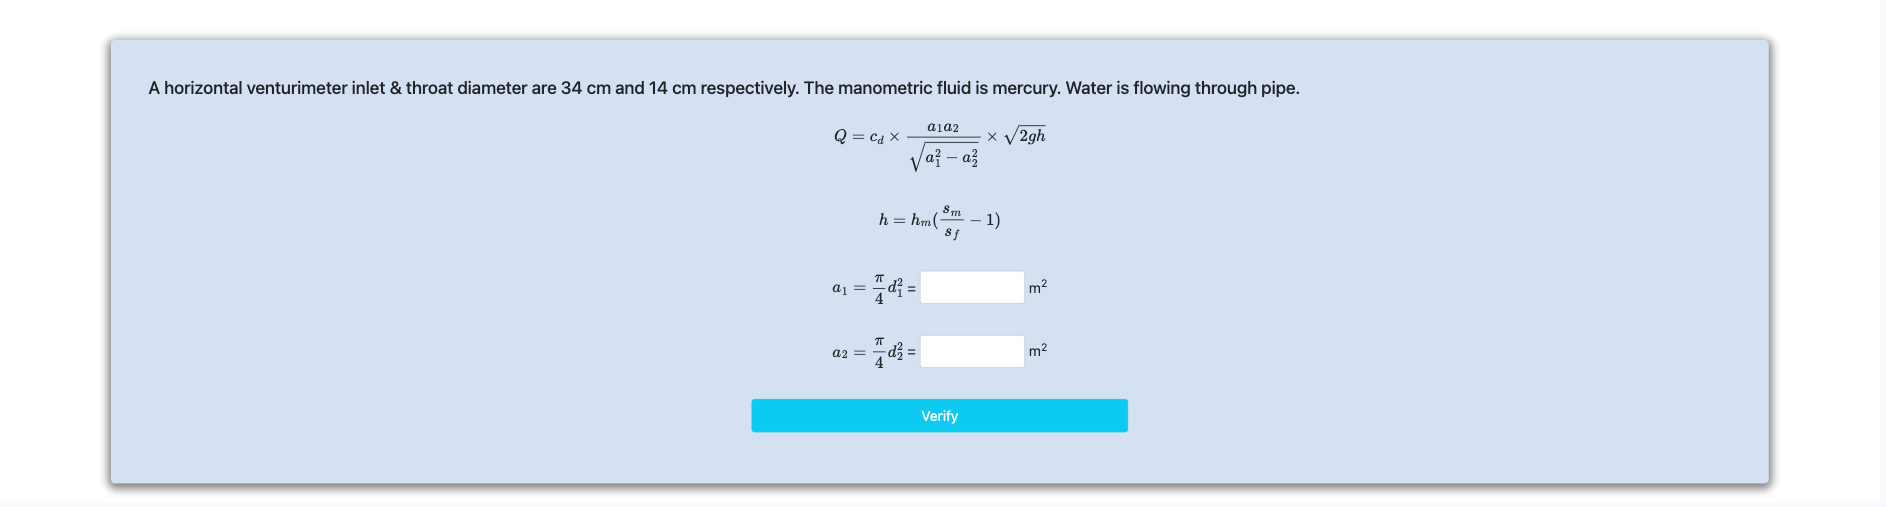 A horizontal venturimeter inlet & throat diameter are 34 cm and 14 cm respectively. The manometric fluid is mercury. Water is flowing through pipe.
$Q = c_d \times \frac{a_1 a_2}{\sqrt{a_1^2 - a_2^2}} \times \sqrt{2gh}$
$h = h_m(\frac{s_m}{s_f} - 1)$
$a_1 = \frac{\pi}{4} d_1^2$ = m²
$a_2 = \frac{\pi}{4} d_2^2$ = m²
Verify